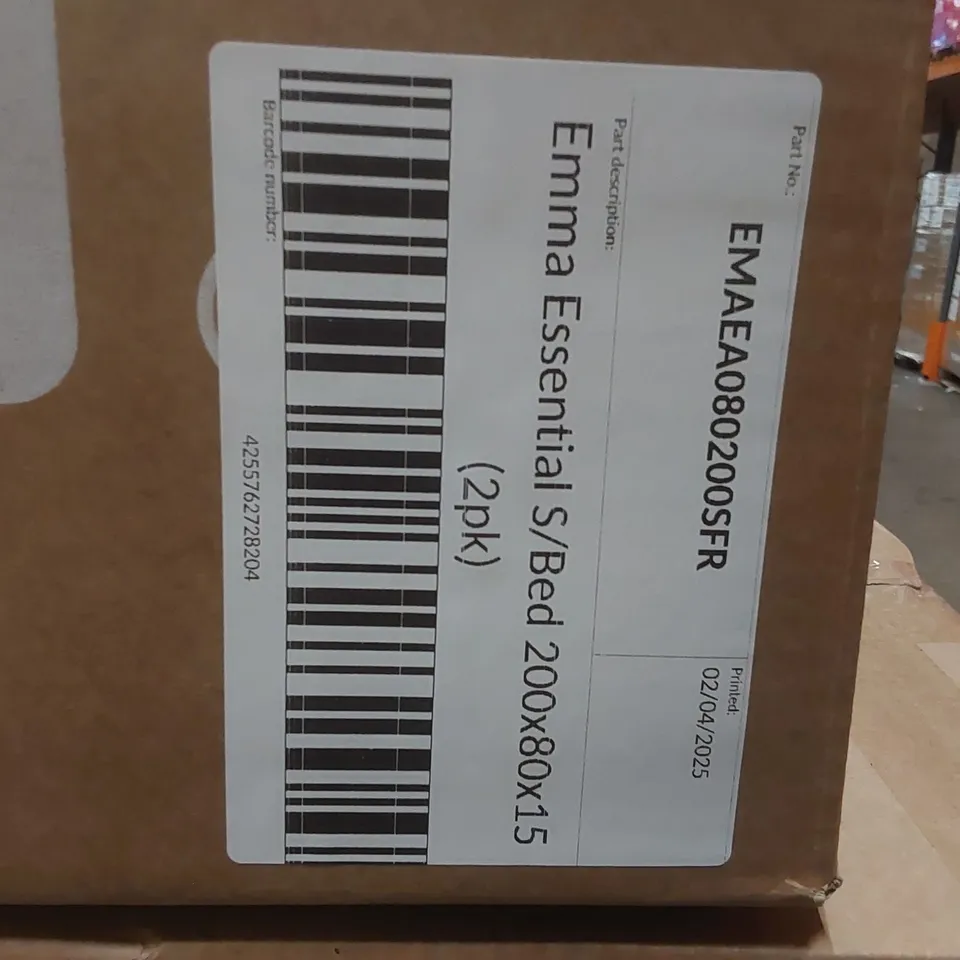 Part No.:
EMAEA080200SFR
Printed:
02/04/2025
Part description:
Emma Essential S/Bed 200x80x15
(2pk)
Barcode number:
4255762728204